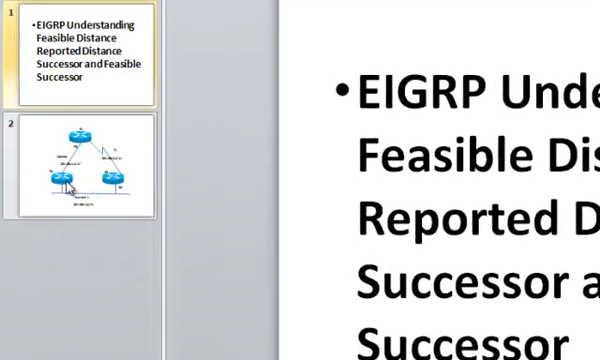 1
•EIGRP Understanding
Feasible Distance
Reported Distance
Successor and Feasible
Successor
2
•EIGRP Unde
Feasible Dis
Reported D
Successor a
Successor